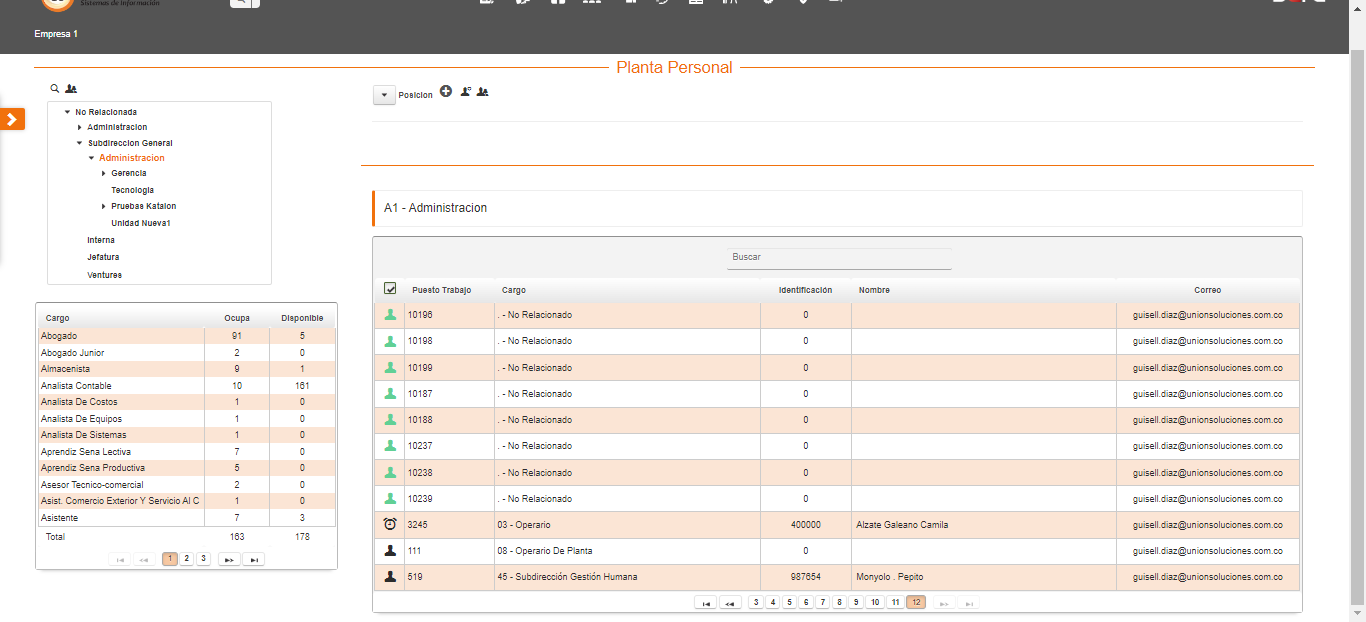 Sistemas de Información
Empresa 1
Planta Personal
Posicion
No Relacionada
Administracion
Subdireccion General
Administracion
Gerencia
Tecnologia
Pruebas Katalon
Unidad Nueva1
Interna
Jefatura
Ventures
Cargo Ocupa Disponible
Abogado 91 5
Abogado Junior 2 0
Almacenista 9 1
Analista Contable 10 161
Analista De Costos 1 0
Analista De Equipos 1 0
Analista De Sistemas 1 0
Aprendiz Sena Lectiva 7 0
Aprendiz Sena Productiva 5 0
Asesor Tecnico-comercial 2 0
Asist. Comercio Exterior Y Servicio Al C 1 0
Asistente 7 3
Total 163 178
1 2 3
A1 - Administracion
Buscar
Puesto Trabajo Cargo Identificación Nombre Correo
10196 . - No Relacionado 0 guisell.diaz@unionsoluciones.com.co
10198 . - No Relacionado 0 guisell.diaz@unionsoluciones.com.co
10199 . - No Relacionado 0 guisell.diaz@unionsoluciones.com.co
10187 . - No Relacionado 0 guisell.diaz@unionsoluciones.com.co
10188 . - No Relacionado 0 guisell.diaz@unionsoluciones.com.co
10237 . - No Relacionado 0 guisell.diaz@unionsoluciones.com.co
10238 . - No Relacionado 0 guisell.diaz@unionsoluciones.com.co
10239 . - No Relacionado 0 guisell.diaz@unionsoluciones.com.co
3245 03 - Operario 400000 Alzate Galeano Camila guisell.diaz@unionsoluciones.com.co
111 08 - Operario De Planta 0 guisell.diaz@unionsoluciones.com.co
519 45 - Subdirección Gestión Humana 987654 Monyolo . Pepito guisell.diaz@unionsoluciones.com.co
3 4 5 6 7 8 9 10 11 12